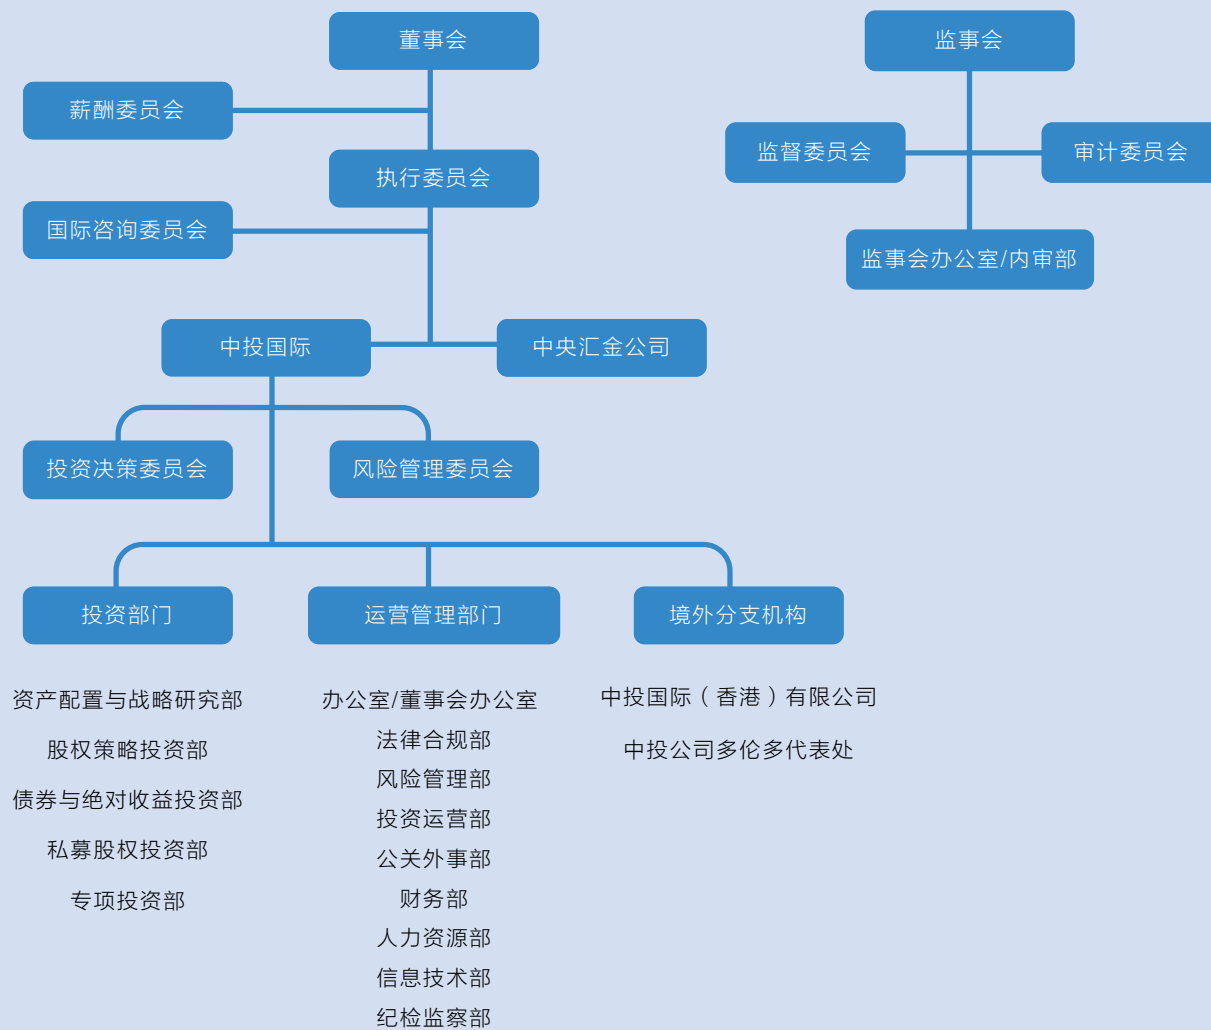 董事会
监事会
薪酬委员会
监督委员会
审计委员会
执行委员会
国际咨询委员会
监事会办公室/内审部
中投国际
中央汇金公司
投资决策委员会
风险管理委员会
投资部门
运营管理部门
境外分支机构
资产配置与战略研究部
股权策略投资部
债券与绝对收益投资部
私募股权投资部
专项投资部
办公室/董事会办公室
法律合规部
风险管理部
投资运营部
公关外事部
财务部
人力资源部
信息技术部
纪检监察部
中投国际（香港）有限公司
中投公司多伦多代表处